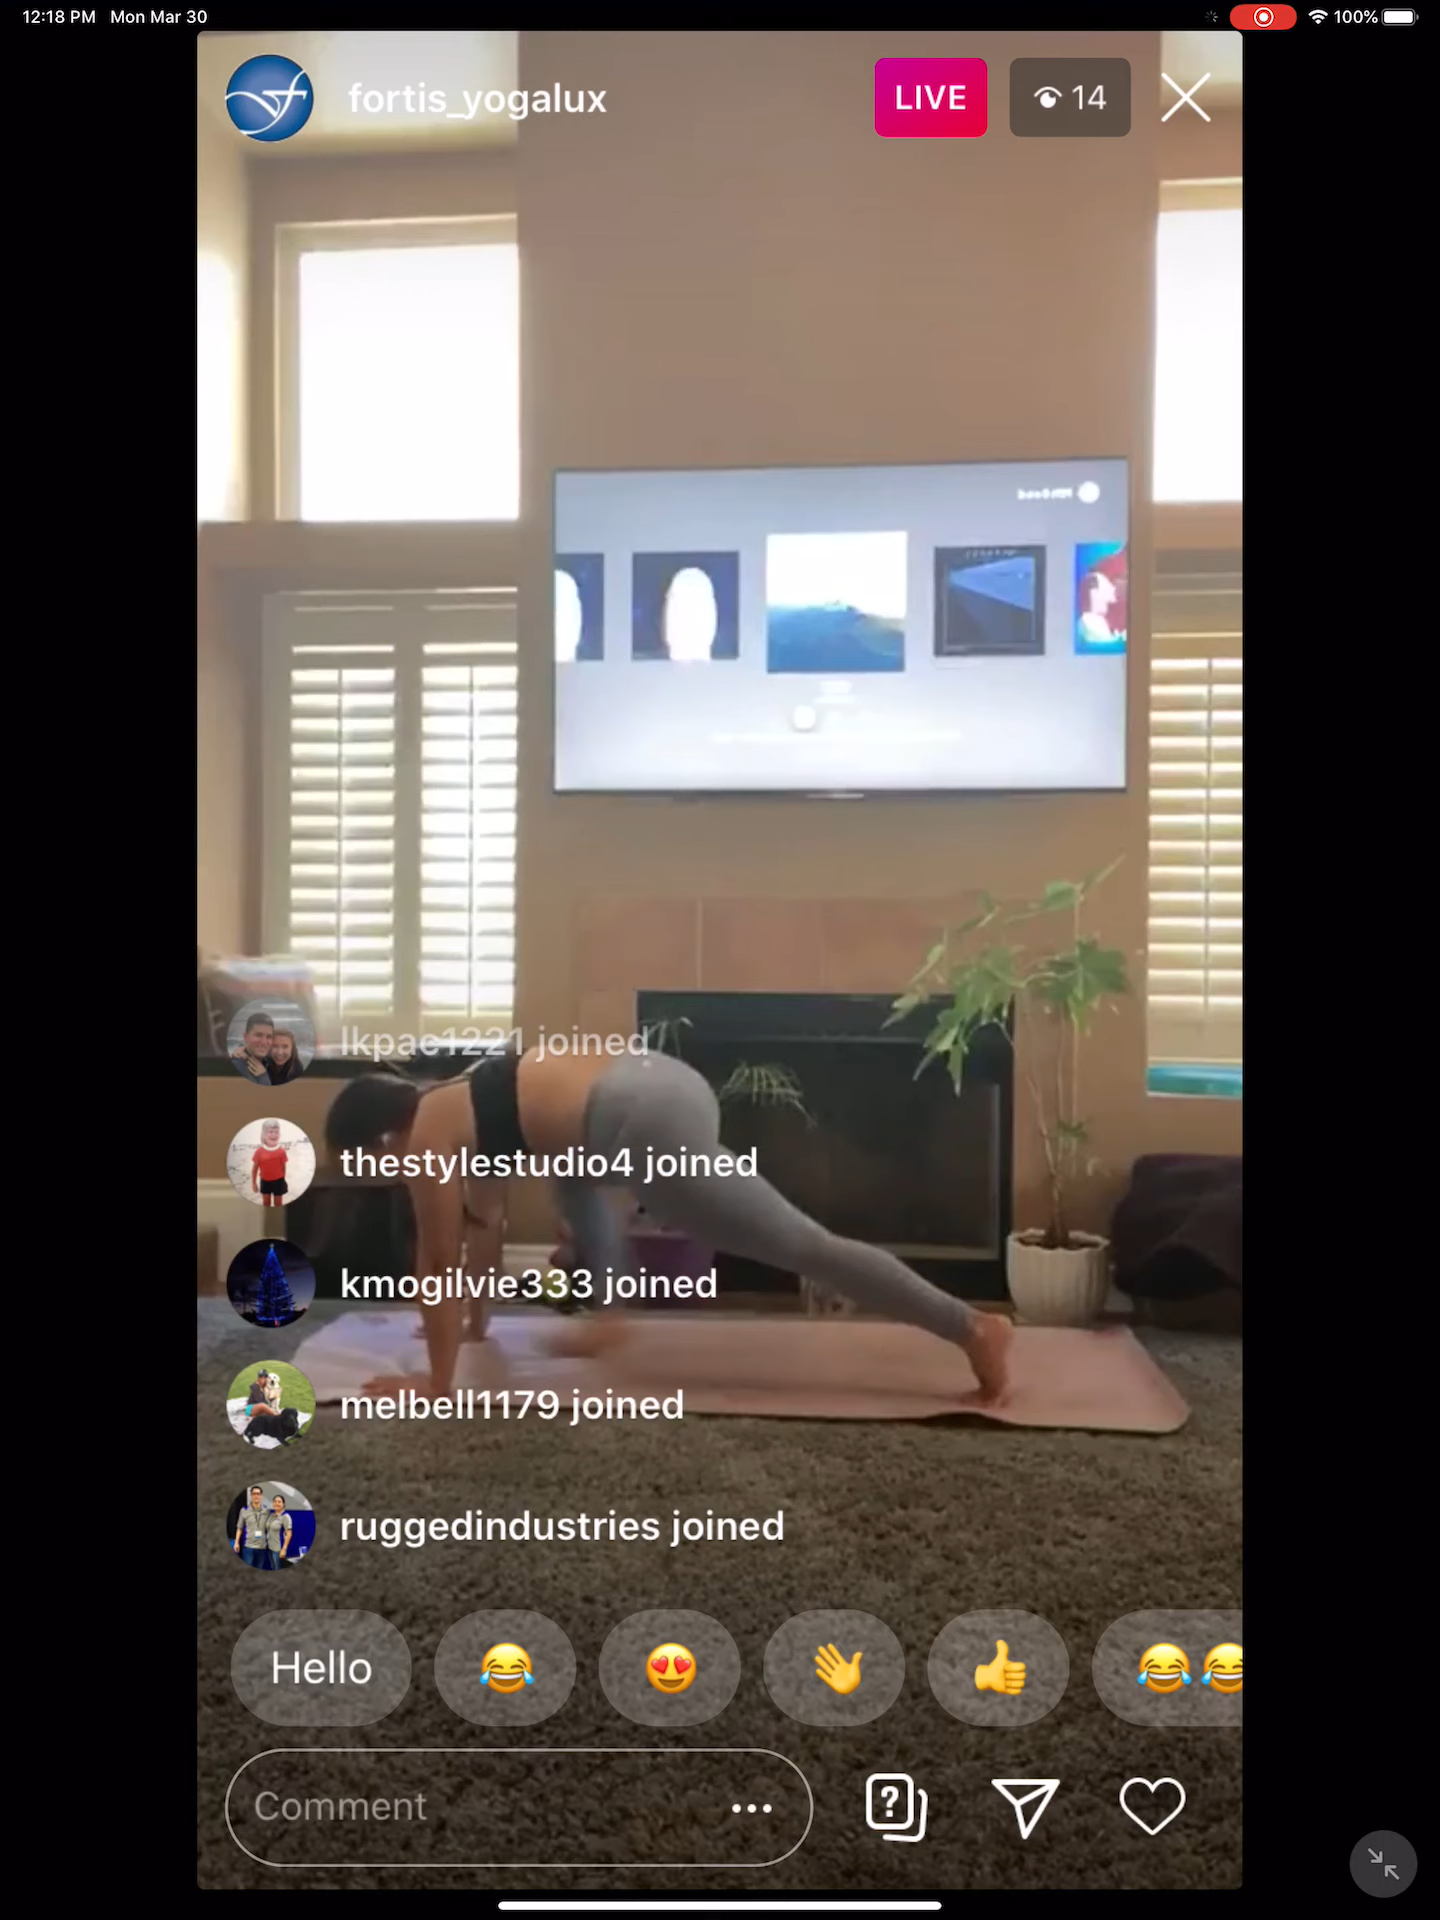 12:18 PM Mon Mar 30
100%
fortis_yogalux
LIVE
14
lkpac1221 joined
thestylestudio4 joined
kmogilvie333 joined
melbell1179 joined
ruggedindustries joined
Hello
Comment